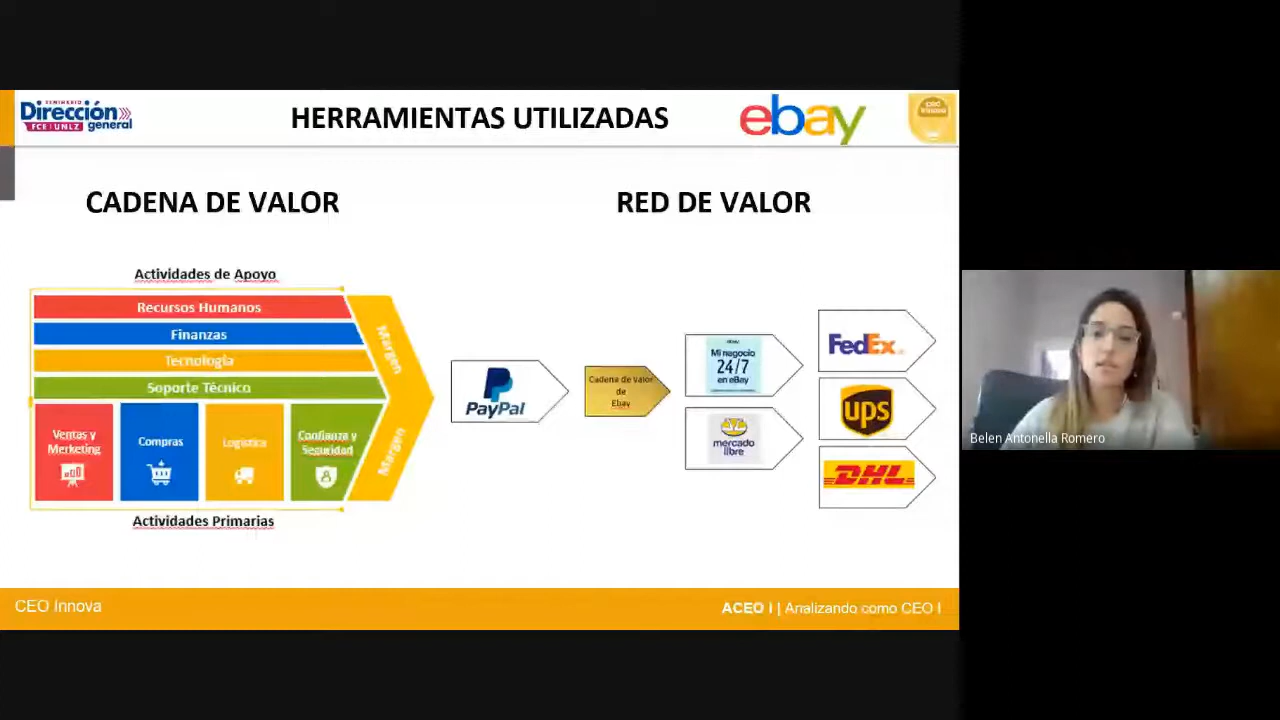 SEMINARIO
Dirección
FCE | UNLZ
general
HERRAMIENTAS UTILIZADAS
ebay
CADENA DE VALOR
RED DE VALOR
Actividades de Apoyo
Recursos Humanos
Finanzas
Tecnología
Soporte Técnico
Margen
Ventas y
Marketing
Compras
Logística
Confianza y
Seguridad
Margen
Actividades Primarias
PayPal
Cadena de valor
de
Ebay
ebay
Mi negocio
24/7
en eBay
mercado
libre
FedEx
ups
DHL
Belen Antonella Romero
CEO Innova
ACEO I | Analizando como CEO I